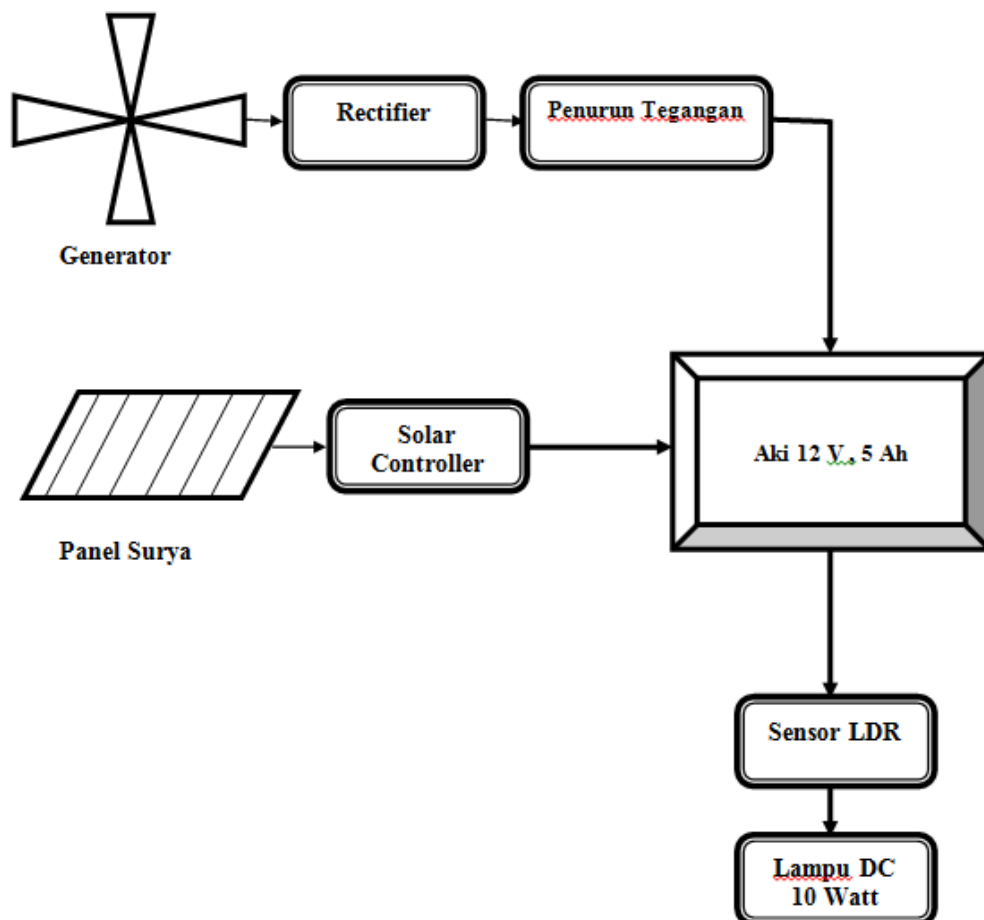 Rectifier
Penurun Tegangan
Generator
Solar
Controller
Aki 12 V , 5 Ah
Panel Surya
Sensor LDR
Lampu DC
10 Watt